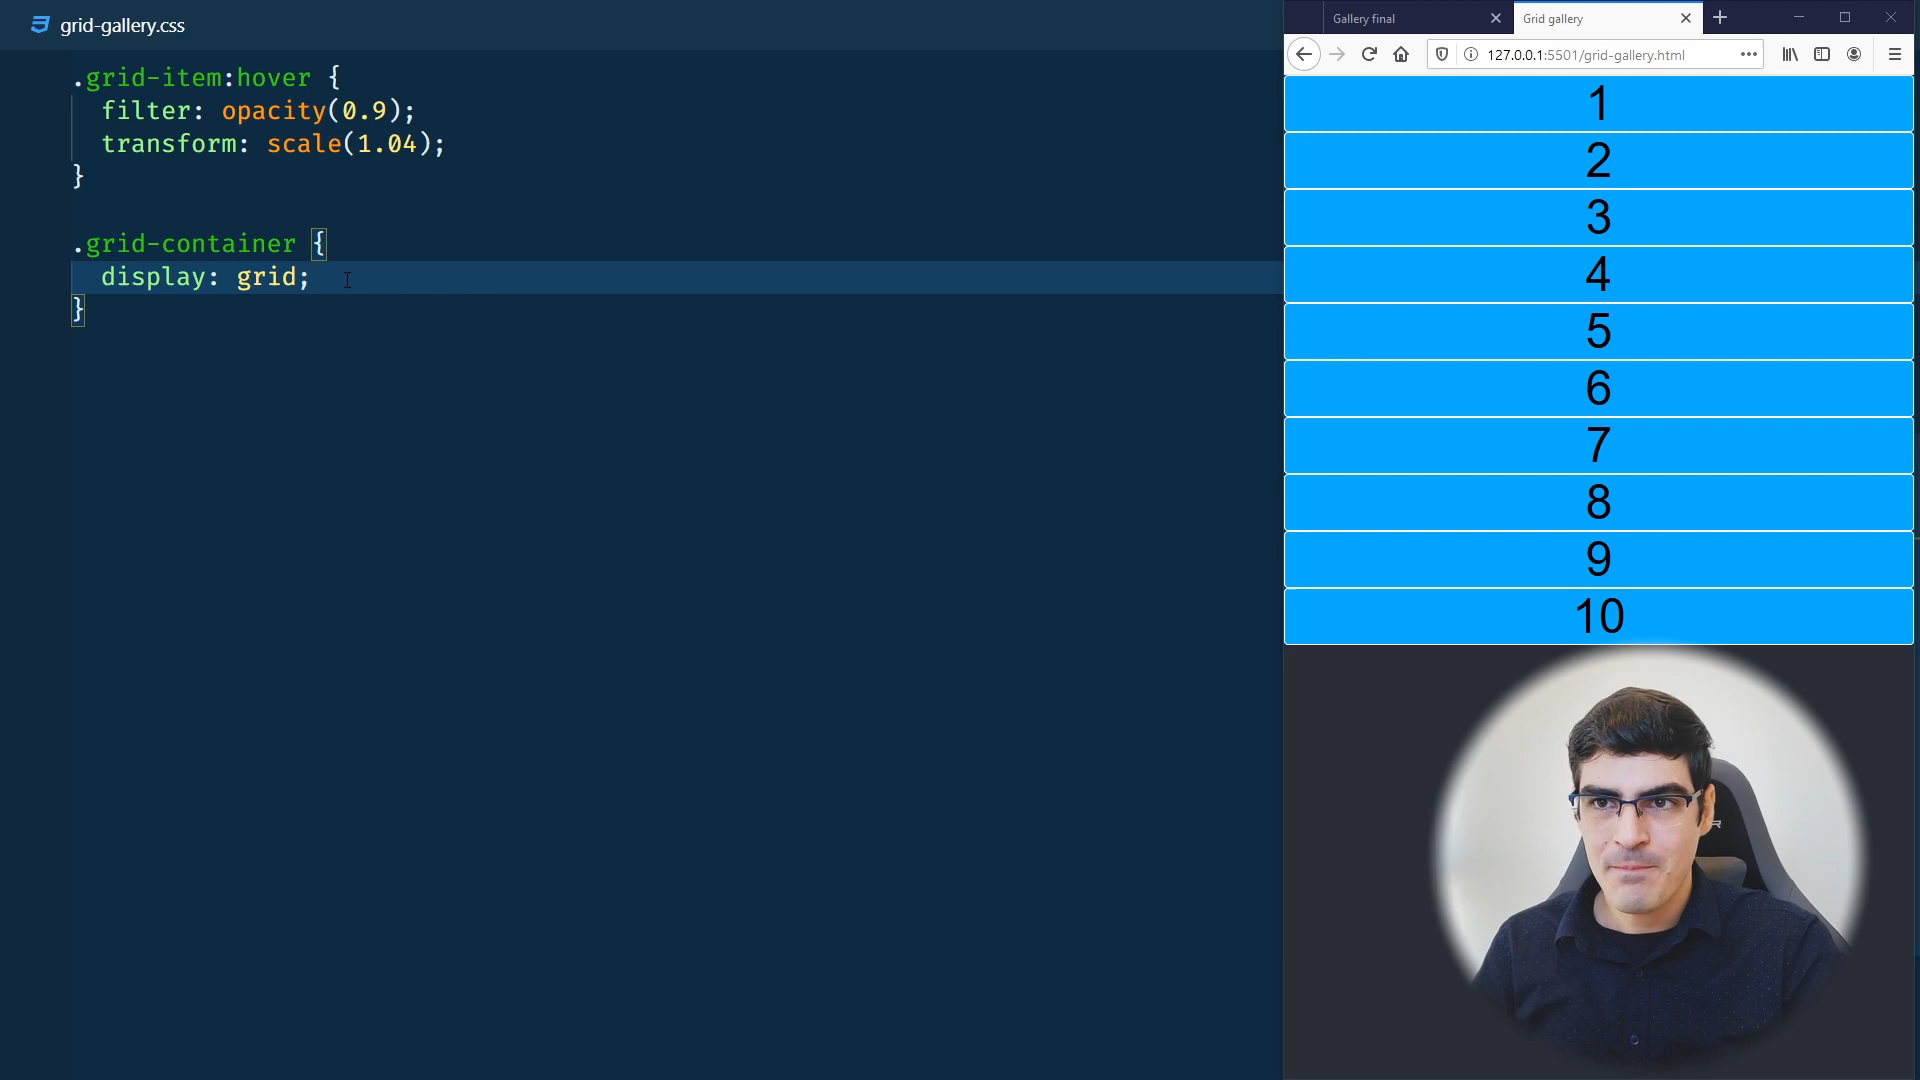 grid-gallery.css
.grid-item:hover {
filter: opacity(0.9);
transform: scale(1.04);
}
.grid-container {
display: grid;
}
Gallery final
Grid gallery
127.0.0.1:5501/grid-gallery.html
1
2
3
4
5
6
7
8
9
10